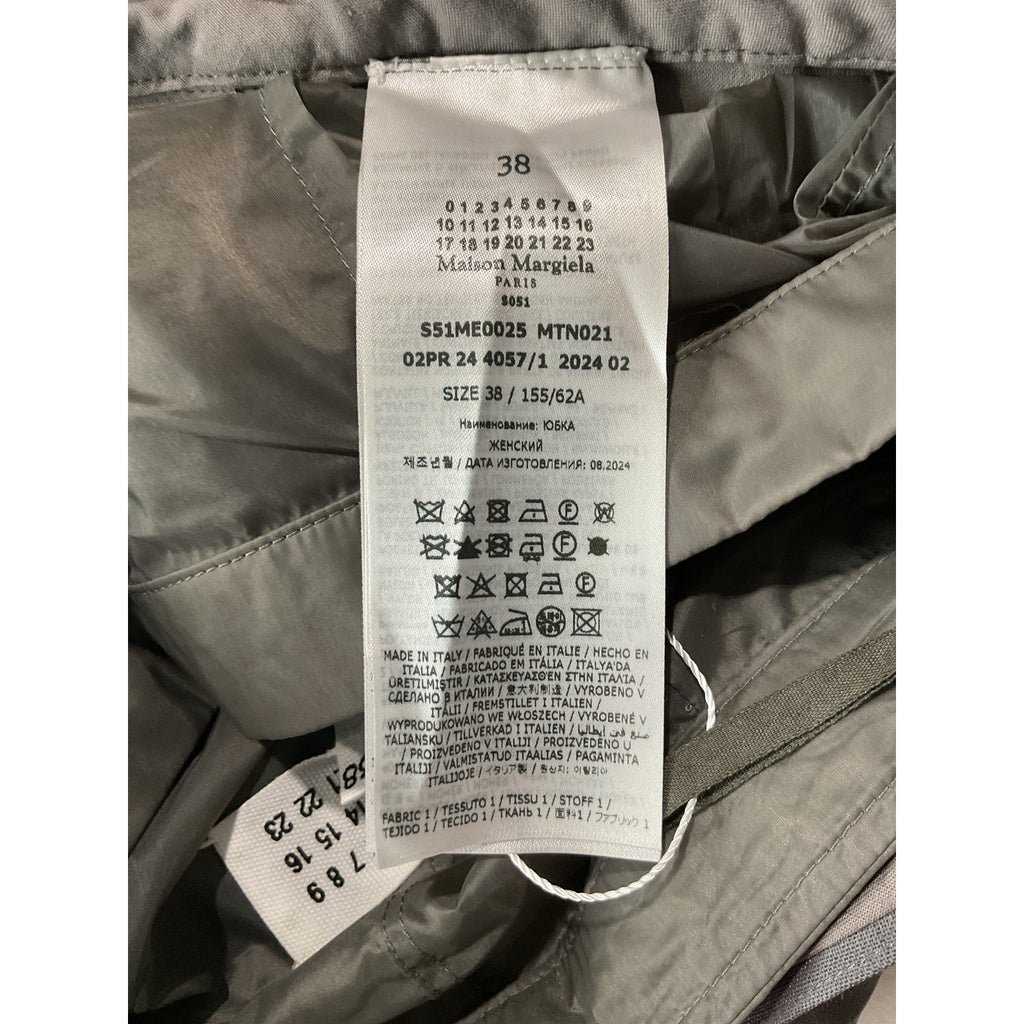 38
0 1 2 3 4 5 6 7 8 9
10 11 12 13 14 15 16
17 18 19 20 21 22 23
Maison Margiela
PARIS
S051
S51ME0025 MTN021
02PR 24 4057/1 2024 02
SIZE 38 / 155/62A
Наименование: ЮБКА
ЖЕНСКИЙ
제조년월 / ДАТА ИЗГОТОВЛЕНИЯ: 08.2024
MADE IN ITALY / FABRIQUÉ EN ITALIE / HECHO EN
ITALIA / FABRICADO EM ITÁLIA / ITALYA'DA
ÜRETILMIŞTIR / ΚΑΤΑΣΚΕΥΑΣΘΕΝ ΣΤΗΝ ΙΤΑΛΙΑ /
СДЕЛАНО В ИТАЛИИ / 意大利制造 / VYROBENO V
ITÁLII / FREMSTILLET I ITALIEN /
WYPRODUKOWANO WE WŁOSZECH / VYROBENÉ V
TALIANSKU / TILLVERKAD I ITALIEN / صنع في إيطاليا
/ PROIZVEDENO V ITALIJI / PROIZVEDENO U
ITALIJI / VALMISTATUD ITAALIAS / PAGAMINTA
ITALIJOJE / イタリア製 / 원산지: 이탈리아
FABRIC 1 / TESSUTO 1 / TISSU 1 / STOFF 1 /
TEJIDO 1 / TECIDO 1 / ТКАНЬ 1 / 面料1 / ファブリック 1
22 23
14 15 16
7 8 9